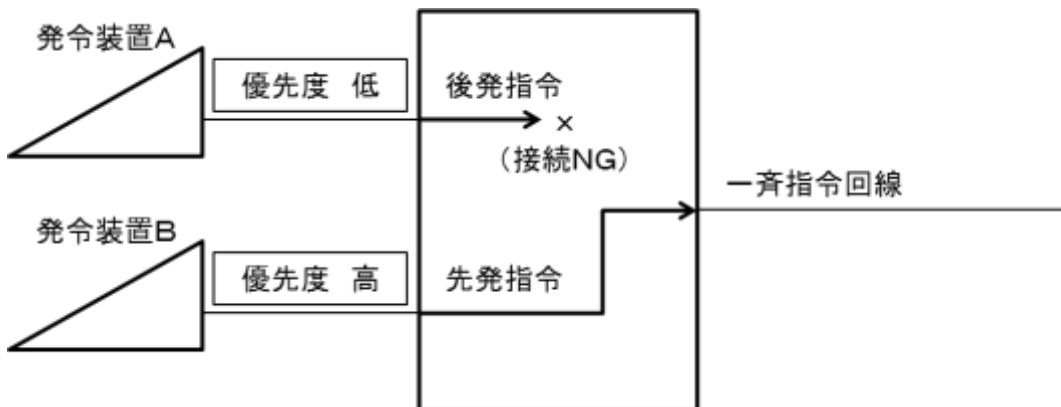 発令装置A
優先度 低
後発指令
×
（接続NG）
一斉指令回線
発令装置B
優先度 高
先発指令